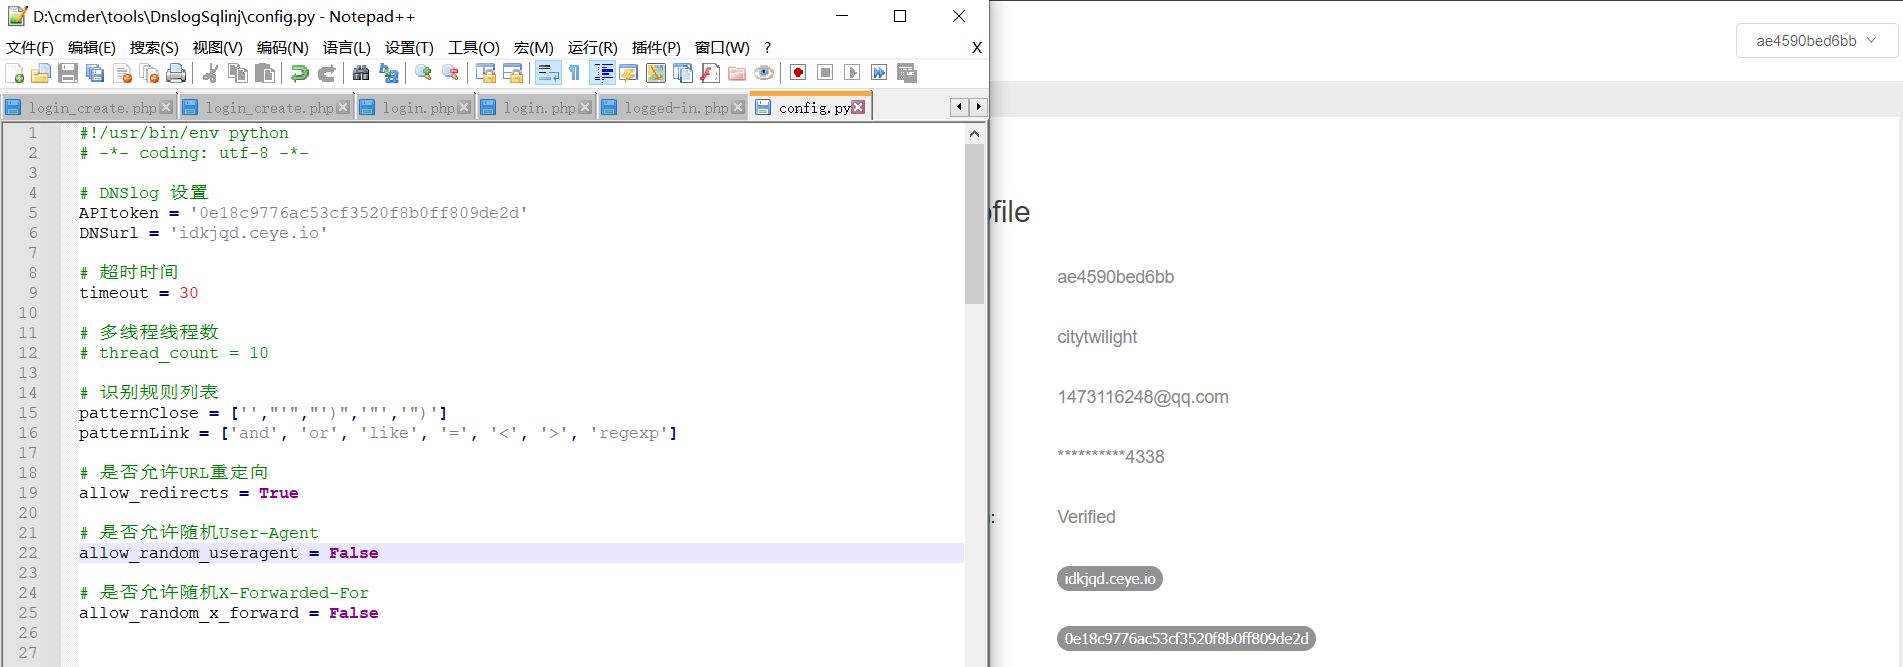 D:\cmder\tools\DnslogSqlinj\config.py - Notepad++
文件(F) 编辑(E) 搜索(S) 视图(V) 编码(N) 语言(L) 设置(T) 工具(O) 宏(M) 运行(R) 插件(P) 窗口(W) ? X
login_create.php login_create.php login.php login.php logged-in.php config.py
1 #!/usr/bin/env python
2 # -*- coding: utf-8 -*-
3
4 # DNSlog 设置
5 APItoken = '0e18c9776ac53cf3520f8b0ff809de2d'
6 DNSurl = 'idkjqd.ceye.io'
7
8 # 超时时间
9 timeout = 30
10
11 # 多线程线程数
12 # thread_count = 10
13
14 # 识别规则列表
15 patternClose = ['',"'","')",'"','")']
16 patternLink = ['and', 'or', 'like', '=', '<', '>', 'regexp']
17
18 # 是否允许URL重定向
19 allow_redirects = True
20
21 # 是否允许随机User-Agent
22 allow_random_useragent = False
23
24 # 是否允许随机X-Forwarded-For
25 allow_random_x_forward = False
26
27
ae4590bed6bb
ofile
ae4590bed6bb
citytwilight
1473116248@qq.com
**********4338
: Verified
idkjqd.ceye.io
0e18c9776ac53cf3520f8b0ff809de2d